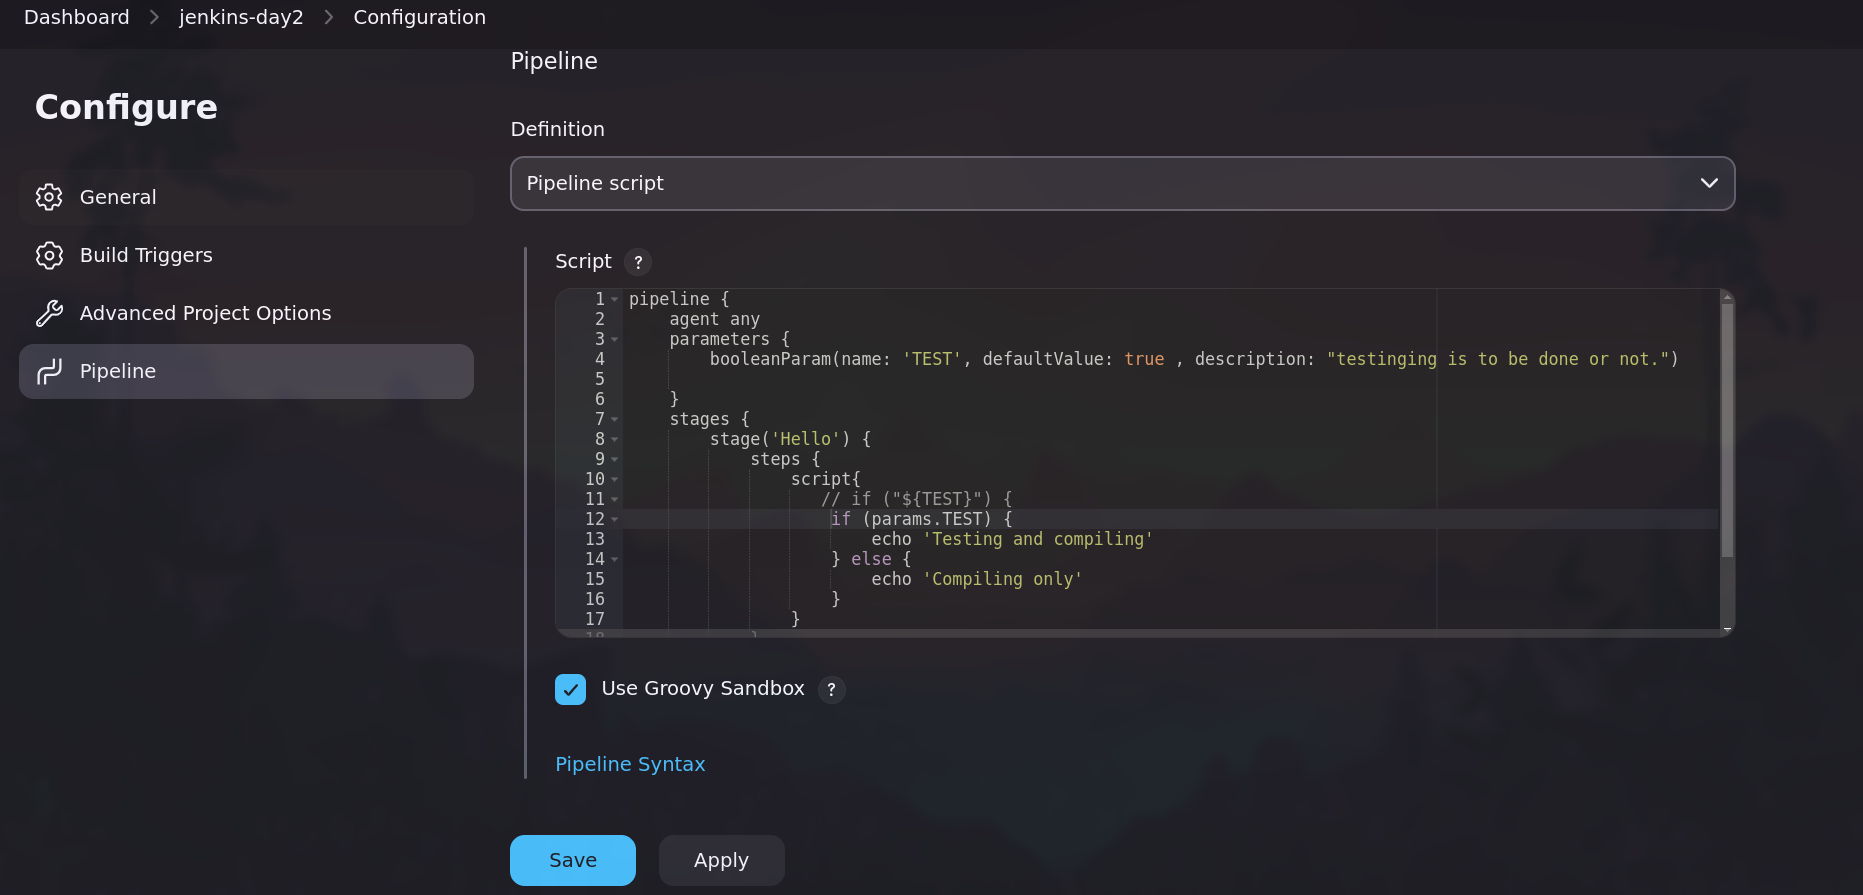 Dashboard > jenkins-day2 > Configuration
Configure
General
Build Triggers
Advanced Project Options
Pipeline
Pipeline
Definition
Pipeline script
Script ?
1 pipeline {
2     agent any
3     parameters {
4         booleanParam(name: 'TEST', defaultValue: true , description: "testinging is to be done or not.")
5
6     }
7     stages {
8         stage('Hello') {
9             steps {
10                 script{
11                    // if ("${TEST}") {
12                     if (params.TEST) {
13                         echo 'Testing and compiling'
14                     } else {
15                         echo 'Compiling only'
16                     }
17                 }
18             }
Use Groovy Sandbox ?
Pipeline Syntax
Save
Apply